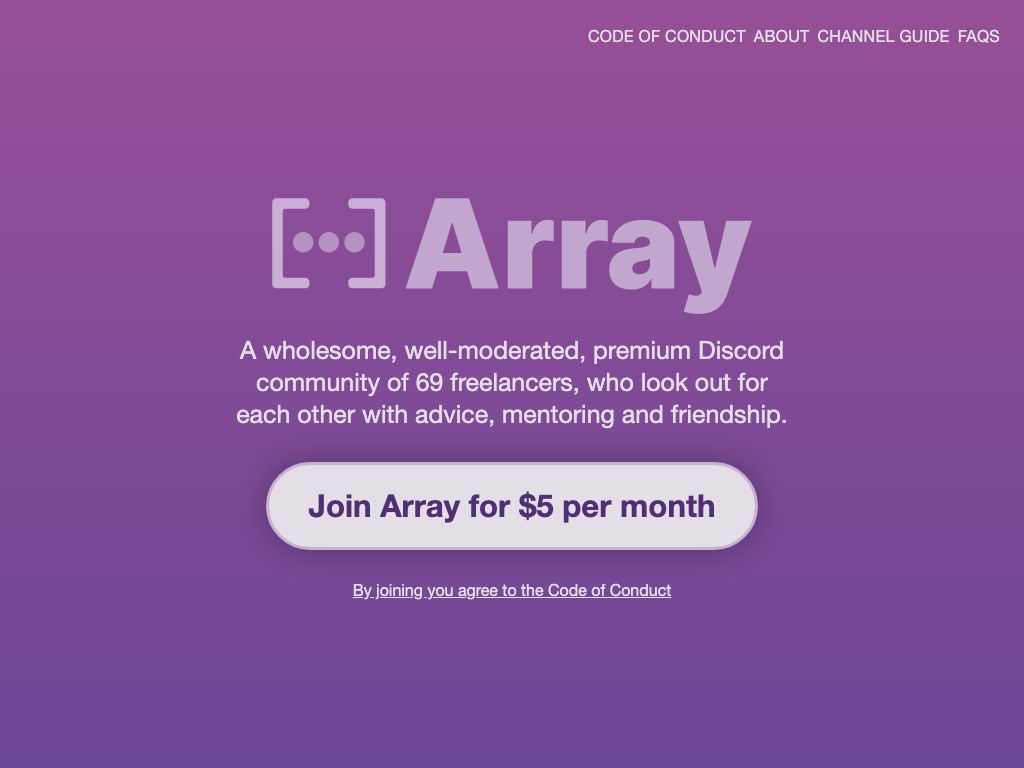 CODE OF CONDUCT ABOUT CHANNEL GUIDE FAQS
Array
A wholesome, well-moderated, premium Discord
community of 69 freelancers, who look out for
each other with advice, mentoring and friendship.
Join Array for $5 per month
By joining you agree to the Code of Conduct